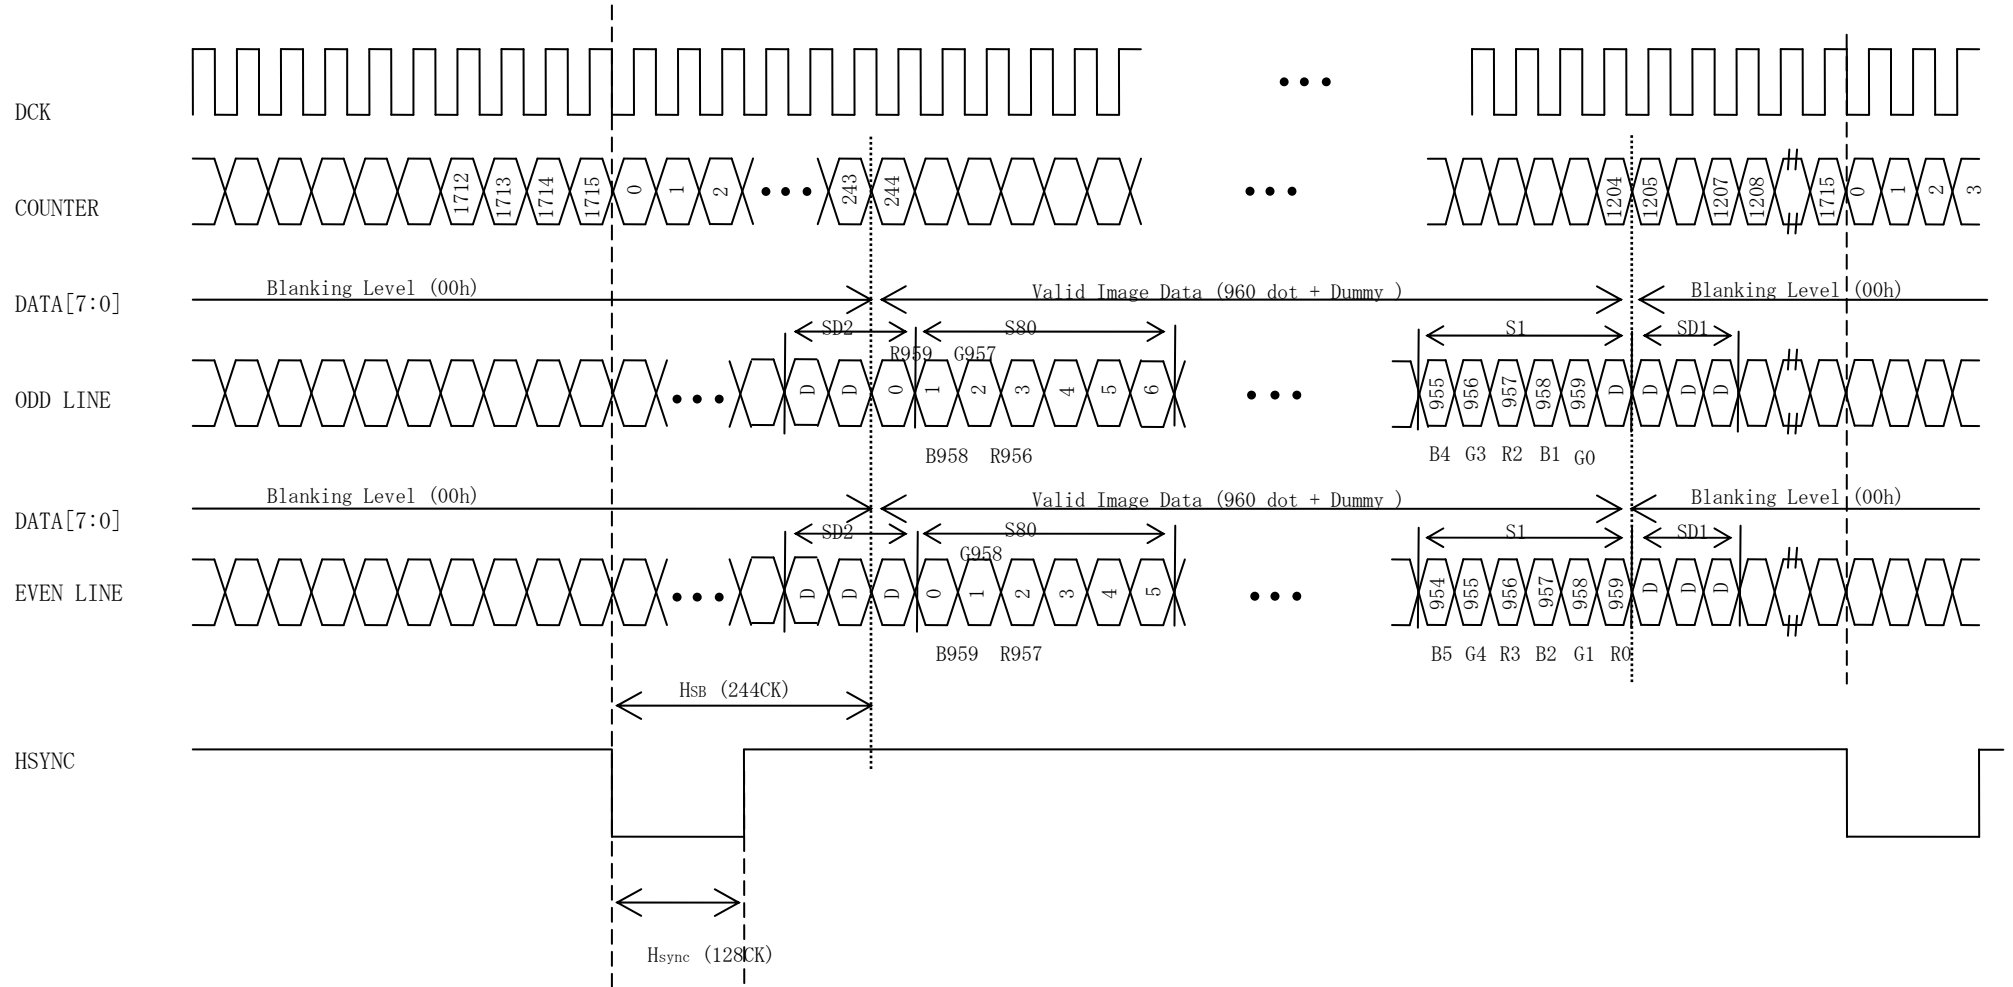 DCK
COUNTER 1712 1713 1714 1715 0 1 2 243 244 1204 1205 1207 1208 1715 0 1 2 3
DATA[7:0] Blanking Level (00h) Valid Image Data (960 dot + Dummy ) Blanking Level (00h)
SD2 S80 S1 SD1
R959 G957
ODD LINE D D 0 1 2 3 4 5 6 955 956 957 958 959 D D D D
B958 R956 B4 G3 R2 B1 G0
DATA[7:0] Blanking Level (00h) Valid Image Data (960 dot + Dummy ) Blanking Level (00h)
SD2 S80 S1 SD1
G958
EVEN LINE D D D 0 1 2 3 4 5 954 955 956 957 958 959 D D D
B959 R957 B5 G4 R3 B2 G1 R0
HSB (244CK)
HSYNC
Hsync (128CK)